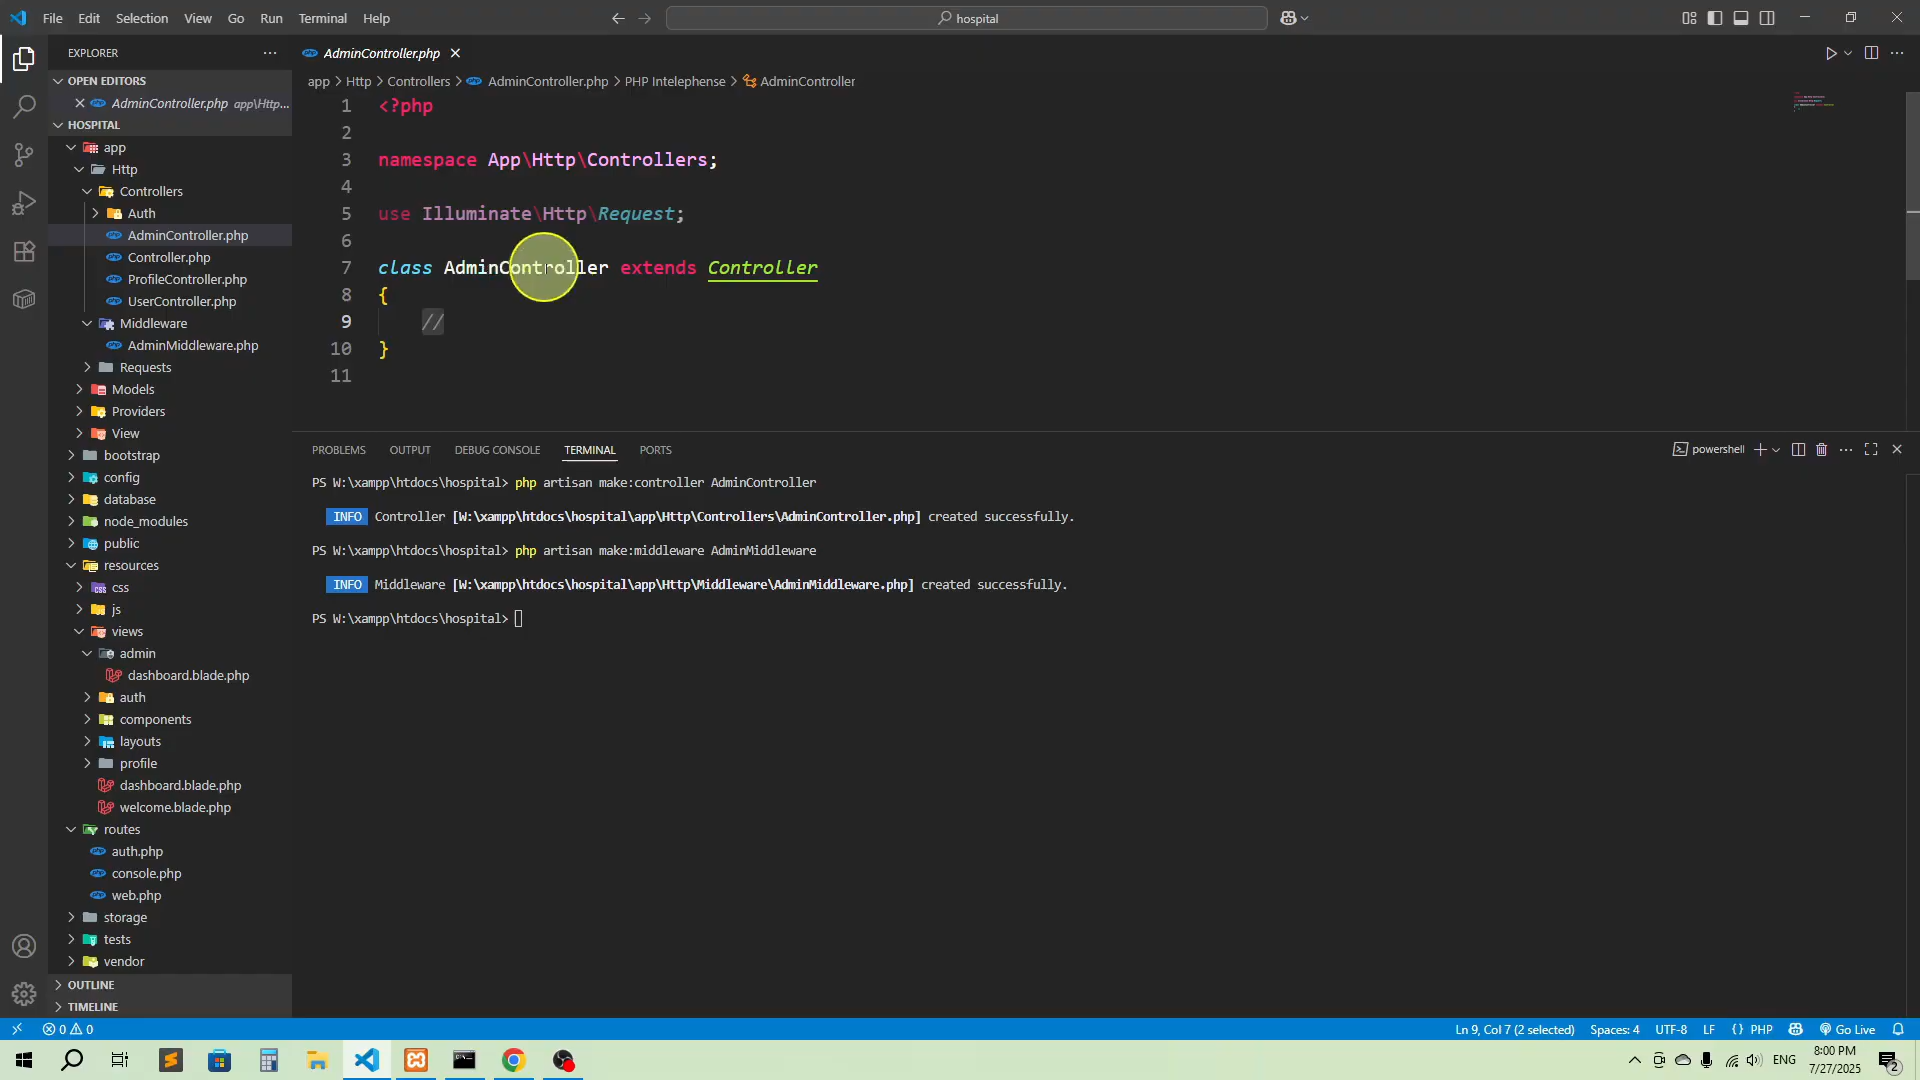 File Edit Selection View Go Run Terminal Help
hospital
EXPLORER
OPEN EDITORS
AdminController.php app\Http...
HOSPITAL
app
Http
Controllers
Auth
AdminController.php
Controller.php
ProfileController.php
UserController.php
Middleware
AdminMiddleware.php
Requests
Models
Providers
View
bootstrap
config
database
node_modules
public
resources
css
js
views
admin
dashboard.blade.php
auth
components
layouts
profile
dashboard.blade.php
welcome.blade.php
routes
auth.php
console.php
web.php
storage
tests
vendor
OUTLINE
TIMELINE
AdminController.php
app > Http > Controllers > AdminController.php > PHP Intelephense > AdminController
1 <?php
2
3 namespace App\Http\Controllers;
4
5 use Illuminate\Http\Request;
6
7 class AdminController extends Controller
8 {
9 //
10 }
11
PROBLEMS OUTPUT DEBUG CONSOLE TERMINAL PORTS
powershell
PS W:\xampp\htdocs\hospital> php artisan make:controller AdminController
INFO Controller [W:\xampp\htdocs\hospital\app\Http\Controllers\AdminController.php] created successfully.
PS W:\xampp\htdocs\hospital> php artisan make:middleware AdminMiddleware
INFO Middleware [W:\xampp\htdocs\hospital\app\Http\Middleware\AdminMiddleware.php] created successfully.
PS W:\xampp\htdocs\hospital>
0 0
Ln 9, Col 7 (2 selected) Spaces: 4 UTF-8 LF {} PHP Go Live
ENG
8:00 PM
7/27/2025
2